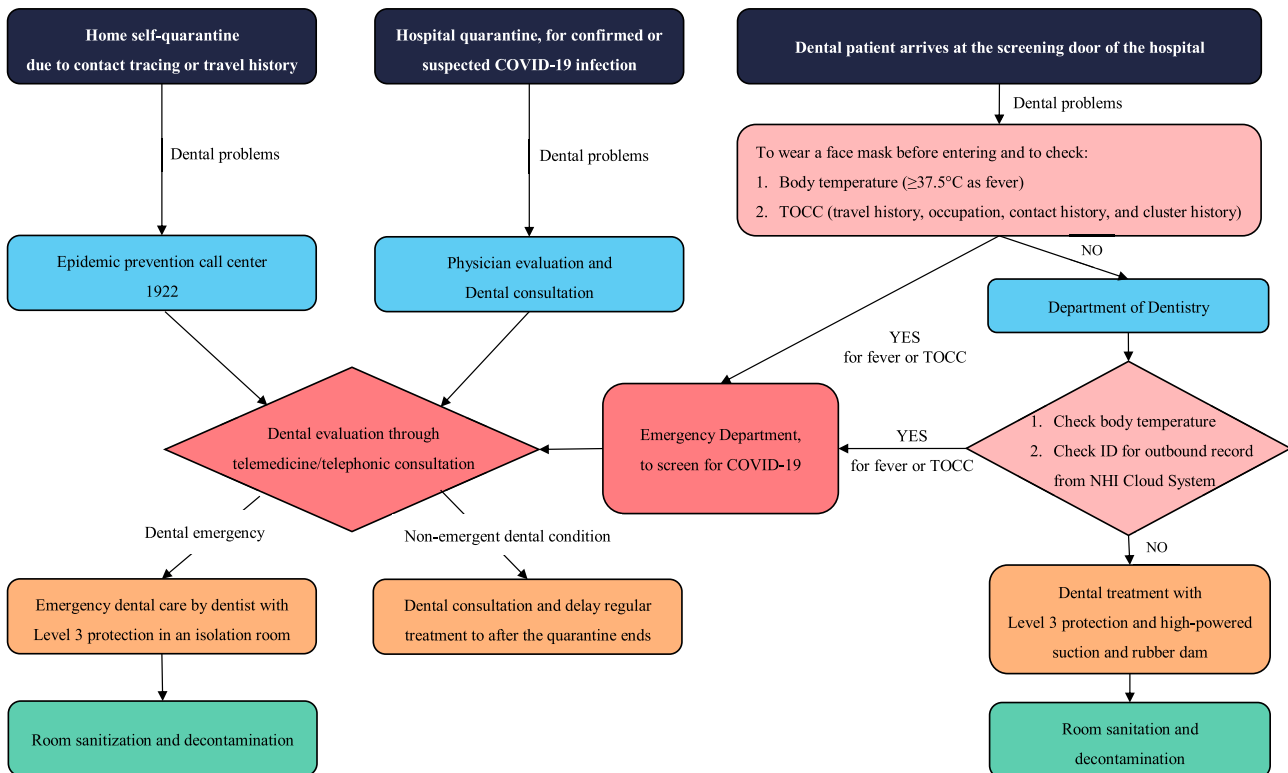 Home self-quarantine
due to contact tracing or travel history
Hospital quarantine, for confirmed or
suspected COVID-19 infection
Dental patient arrives at the screening door of the hospital
Dental problems
Dental problems
Dental problems
To wear a face mask before entering and to check:
1. Body temperature (≥37.5°C as fever)
2. TOCC (travel history, occupation, contact history, and cluster history)
Epidemic prevention call center
1922
Physician evaluation and
Dental consultation
NO
Department of Dentistry
YES
for fever or TOCC
Dental evaluation through
telemedicine/telephonic consultation
Emergency Department,
to screen for COVID-19
YES
for fever or TOCC
1. Check body temperature
2. Check ID for outbound record
from NHI Cloud System
Dental emergency
Non-emergent dental condition
NO
Emergency dental care by dentist with
Level 3 protection in an isolation room
Dental consultation and delay regular
treatment to after the quarantine ends
Dental treatment with
Level 3 protection and high-powered
suction and rubber dam
Room sanitization and decontamination
Room sanitation and
decontamination